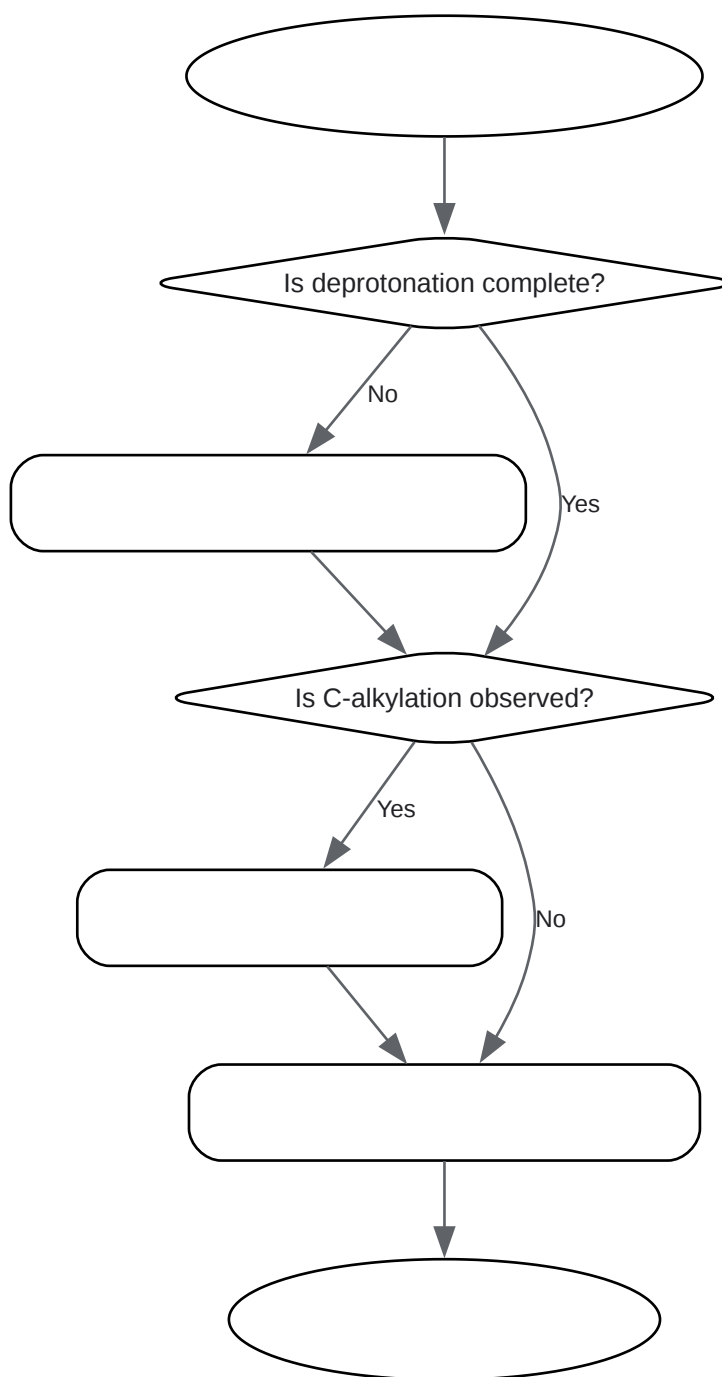 Is deprotonation complete?
No
Yes
Is C-alkylation observed?
Yes
No